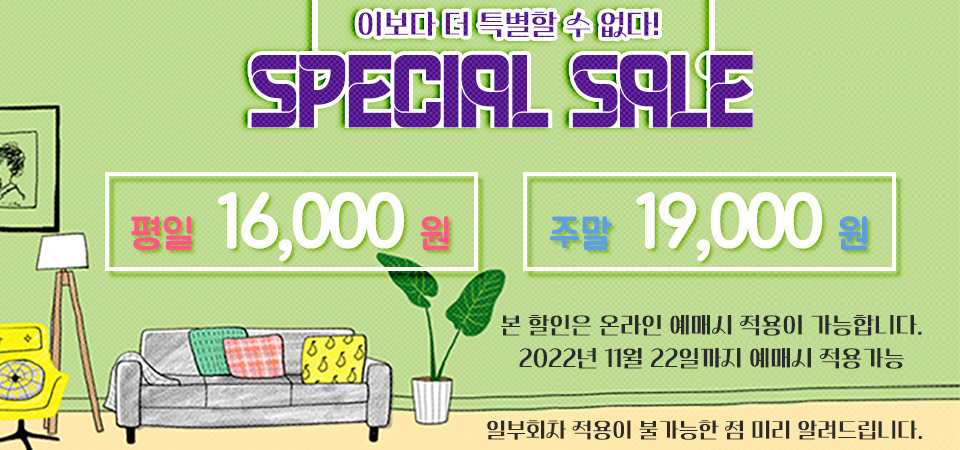 이보다 더 특별할 수 없다!
SPECIAL SALE
평일 16,000 원
주말 19,000 원
본 할인은 온라인 예매시 적용이 가능합니다.
2022년 11월 22일까지 예매시 적용가능
일부회차 적용이 불가능한 점 미리 알려드립니다.